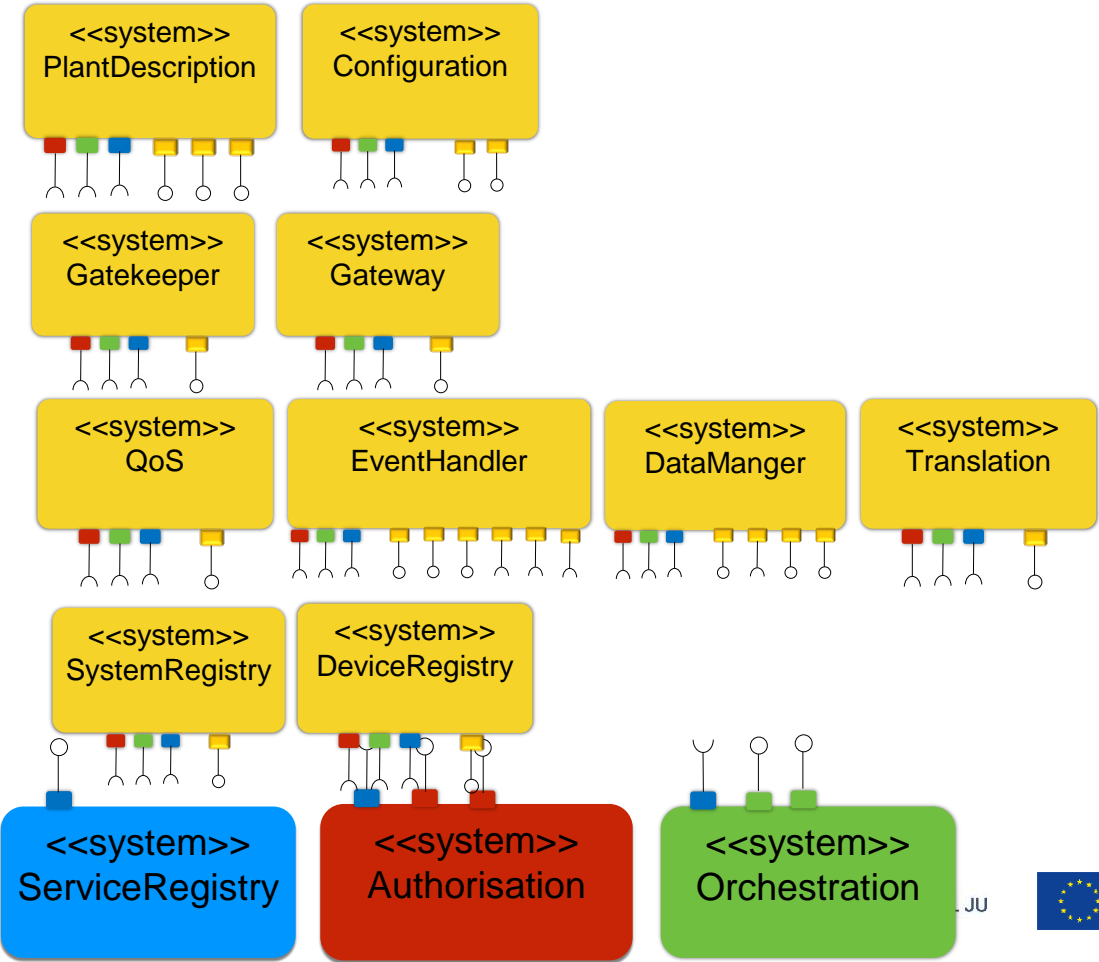 <<system>>
PlantDescription
<<system>>
Configuration
<<system>>
Gatekeeper
<<system>>
Gateway
<<system>>
QoS
<<system>>
EventHandler
<<system>>
DataManger
<<system>>
Translation
<<system>>
SystemRegistry
<<system>>
DeviceRegistry
<<system>>
ServiceRegistry
<<system>>
Authorisation
<<system>>
Orchestration
JU